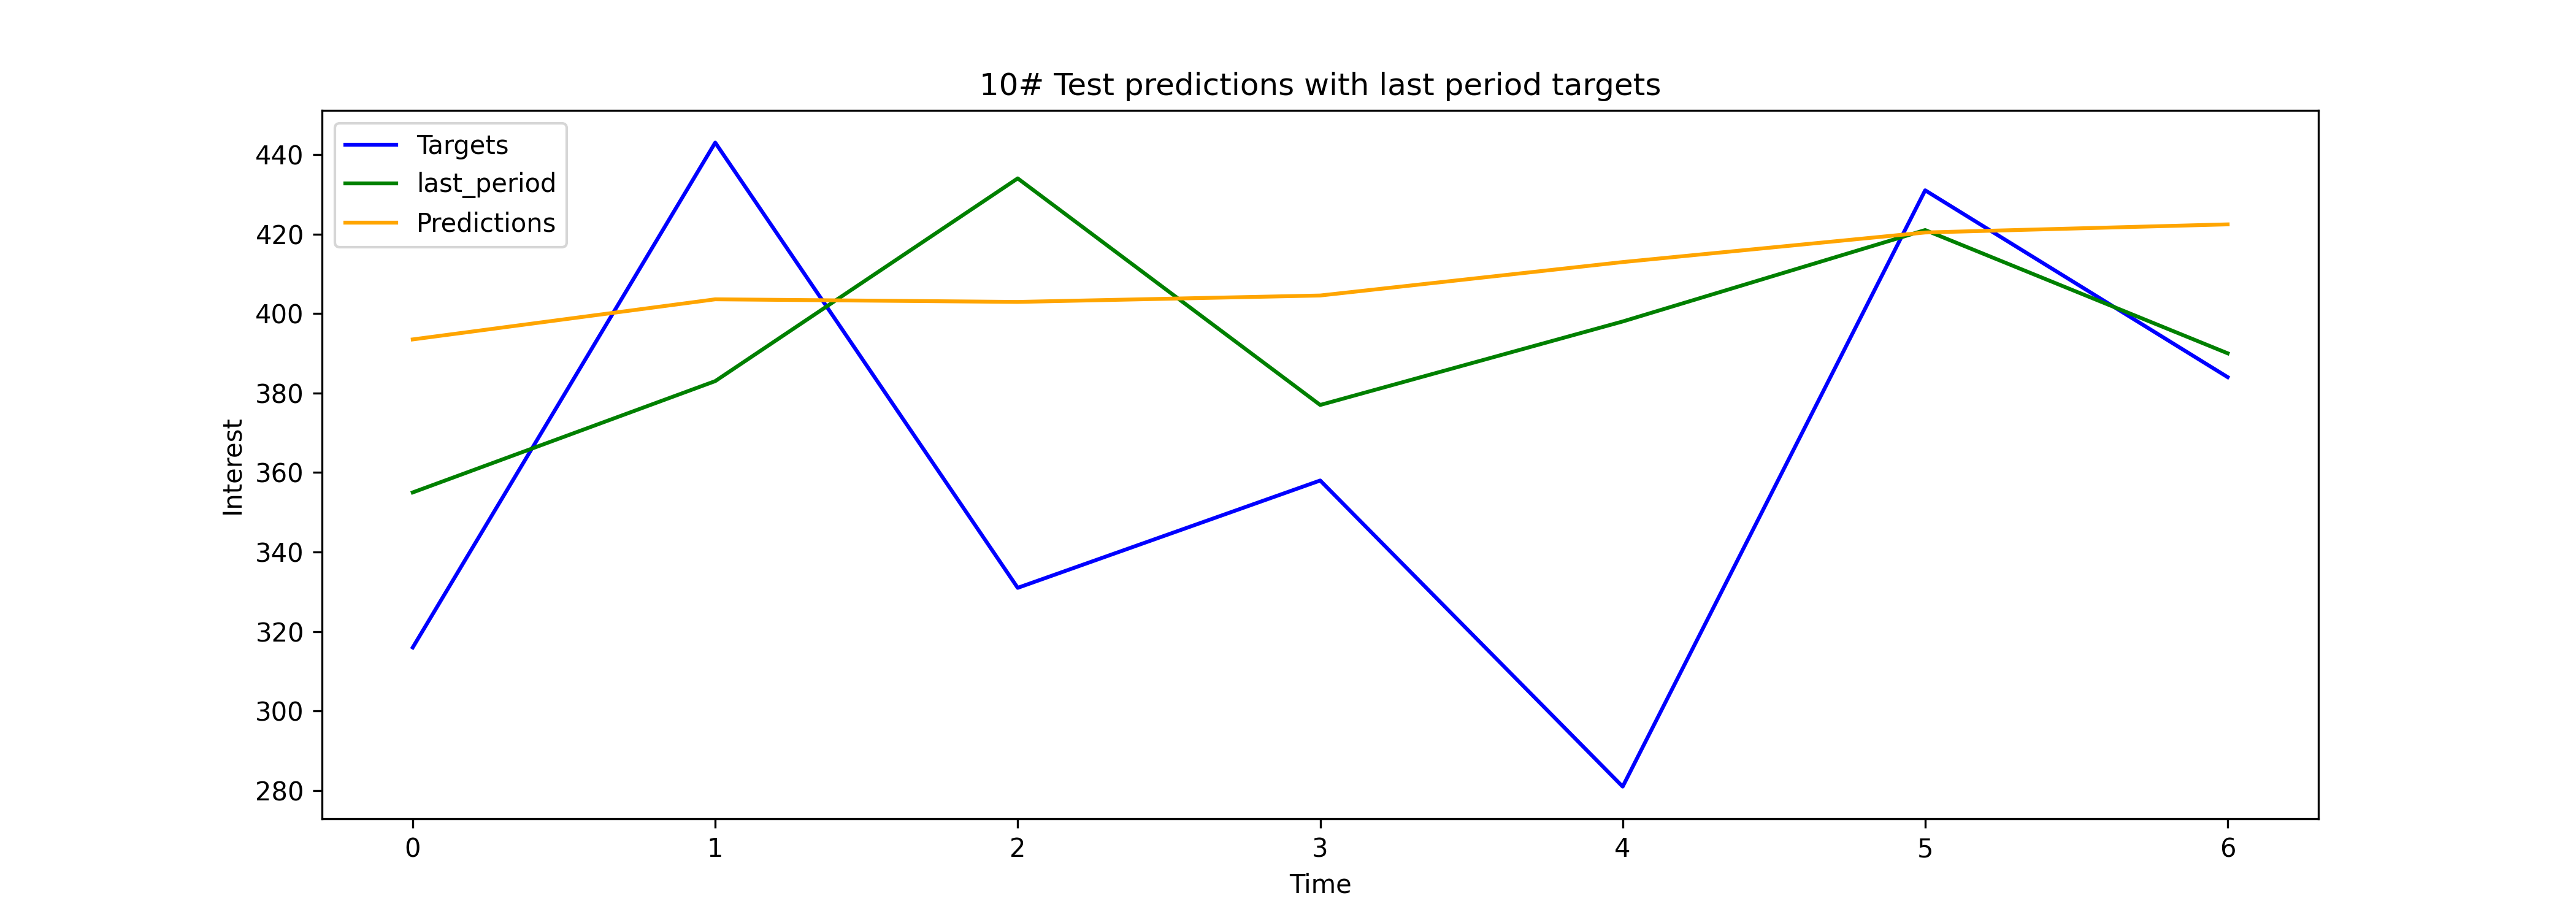 10# Test predictions with last period targets
Targets
last_period
Predictions
440
420
400
380
360
340
320
300
280
Interest
0 1 2 3 4 5 6
Time